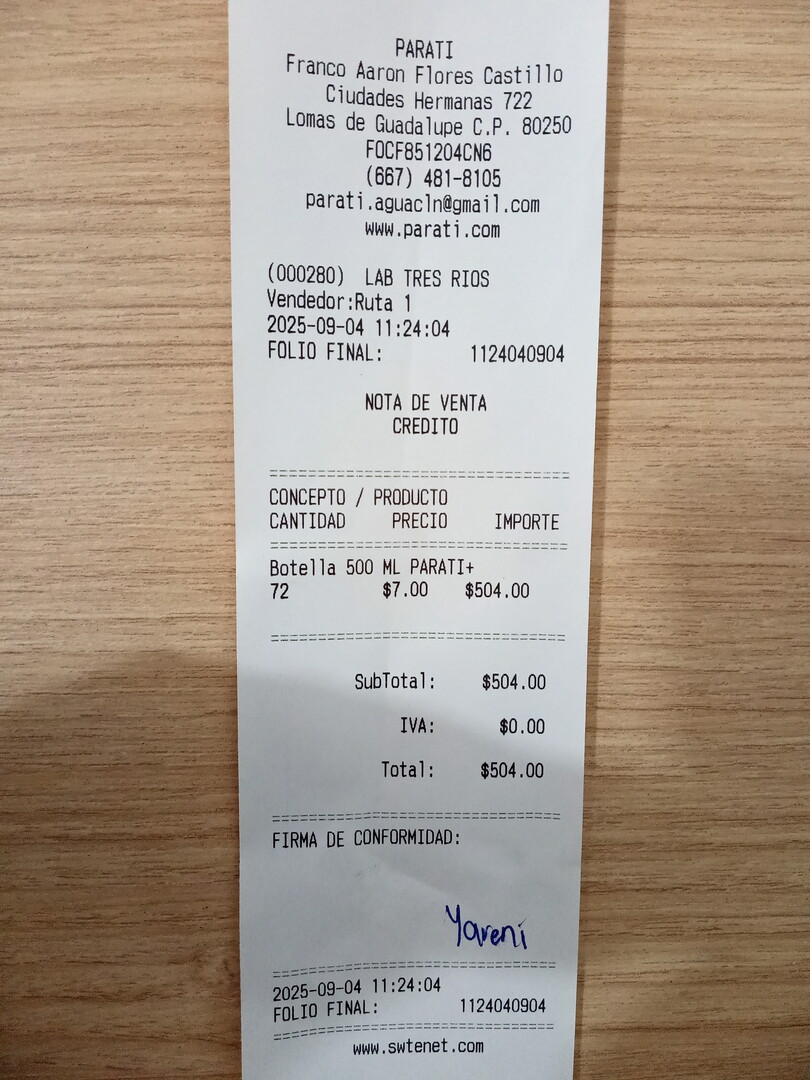 PARATI
Franco Aaron Flores Castillo
Ciudades Hermanas 722
Lomas de Guadalupe C.P. 80250
FOCF851204CN6
(667) 481-8105
parati.aguacln@gmail.com
www.parati.com
(000280) LAB TRES RIOS
Vendedor:Ruta 1
2025-09-04 11:24:04
FOLIO FINAL: 1124040904
NOTA DE VENTA
CREDITO
================================
CONCEPTO / PRODUCTO
CANTIDAD PRECIO IMPORTE
================================
Botella 500 ML PARATI+
72 $7.00 $504.00
================================
SubTotal: $504.00
IVA: $0.00
Total: $504.00
================================
FIRMA DE CONFORMIDAD:
Yareni
================================
2025-09-04 11:24:04
FOLIO FINAL: 1124040904
================================
www.swtenet.com